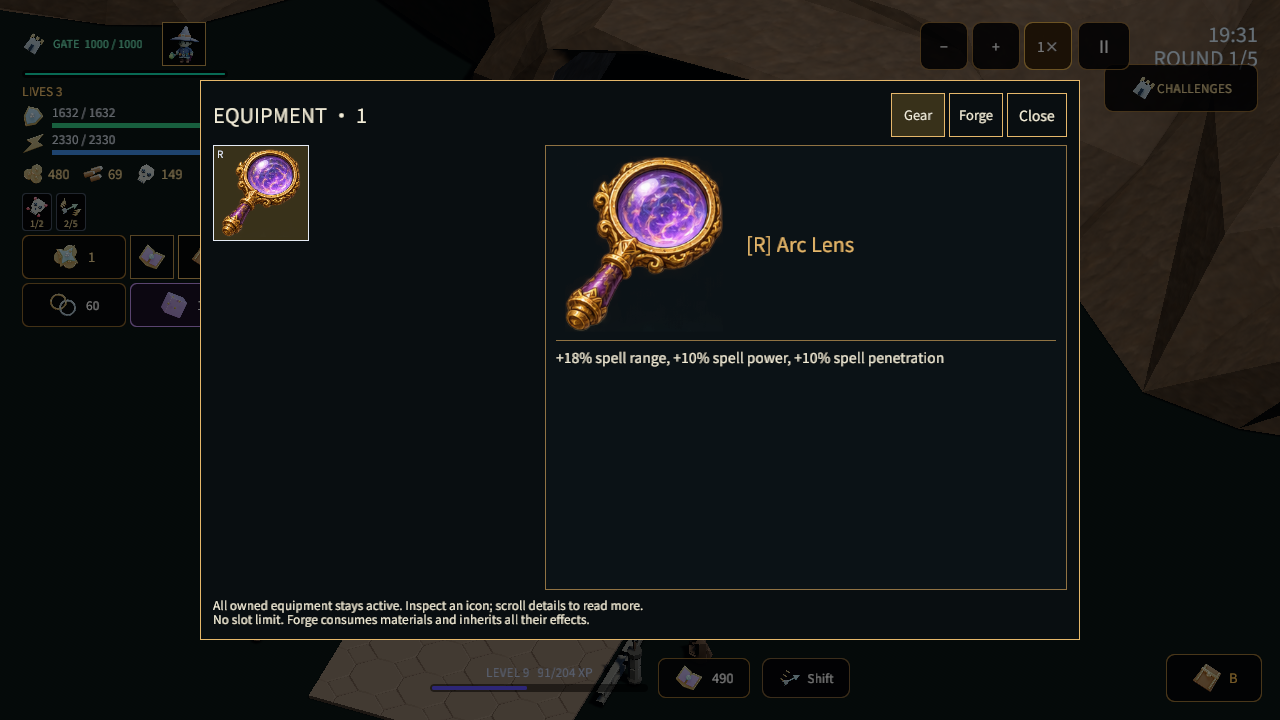 GATE 1000 / 1000
LIVES 3
1632 / 1632
2330 / 2330
480 69 149
1/2 2/5
1
60
− + 1× II
19:31
ROUND 1/5
CHALLENGES
EQUIPMENT • 1
Gear Forge Close
R
[R] Arc Lens
+18% spell range, +10% spell power, +10% spell penetration
All owned equipment stays active. Inspect an icon; scroll details to read more.
No slot limit. Forge consumes materials and inherits all their effects.
LEVEL 9 91/204 XP
490
Shift
B